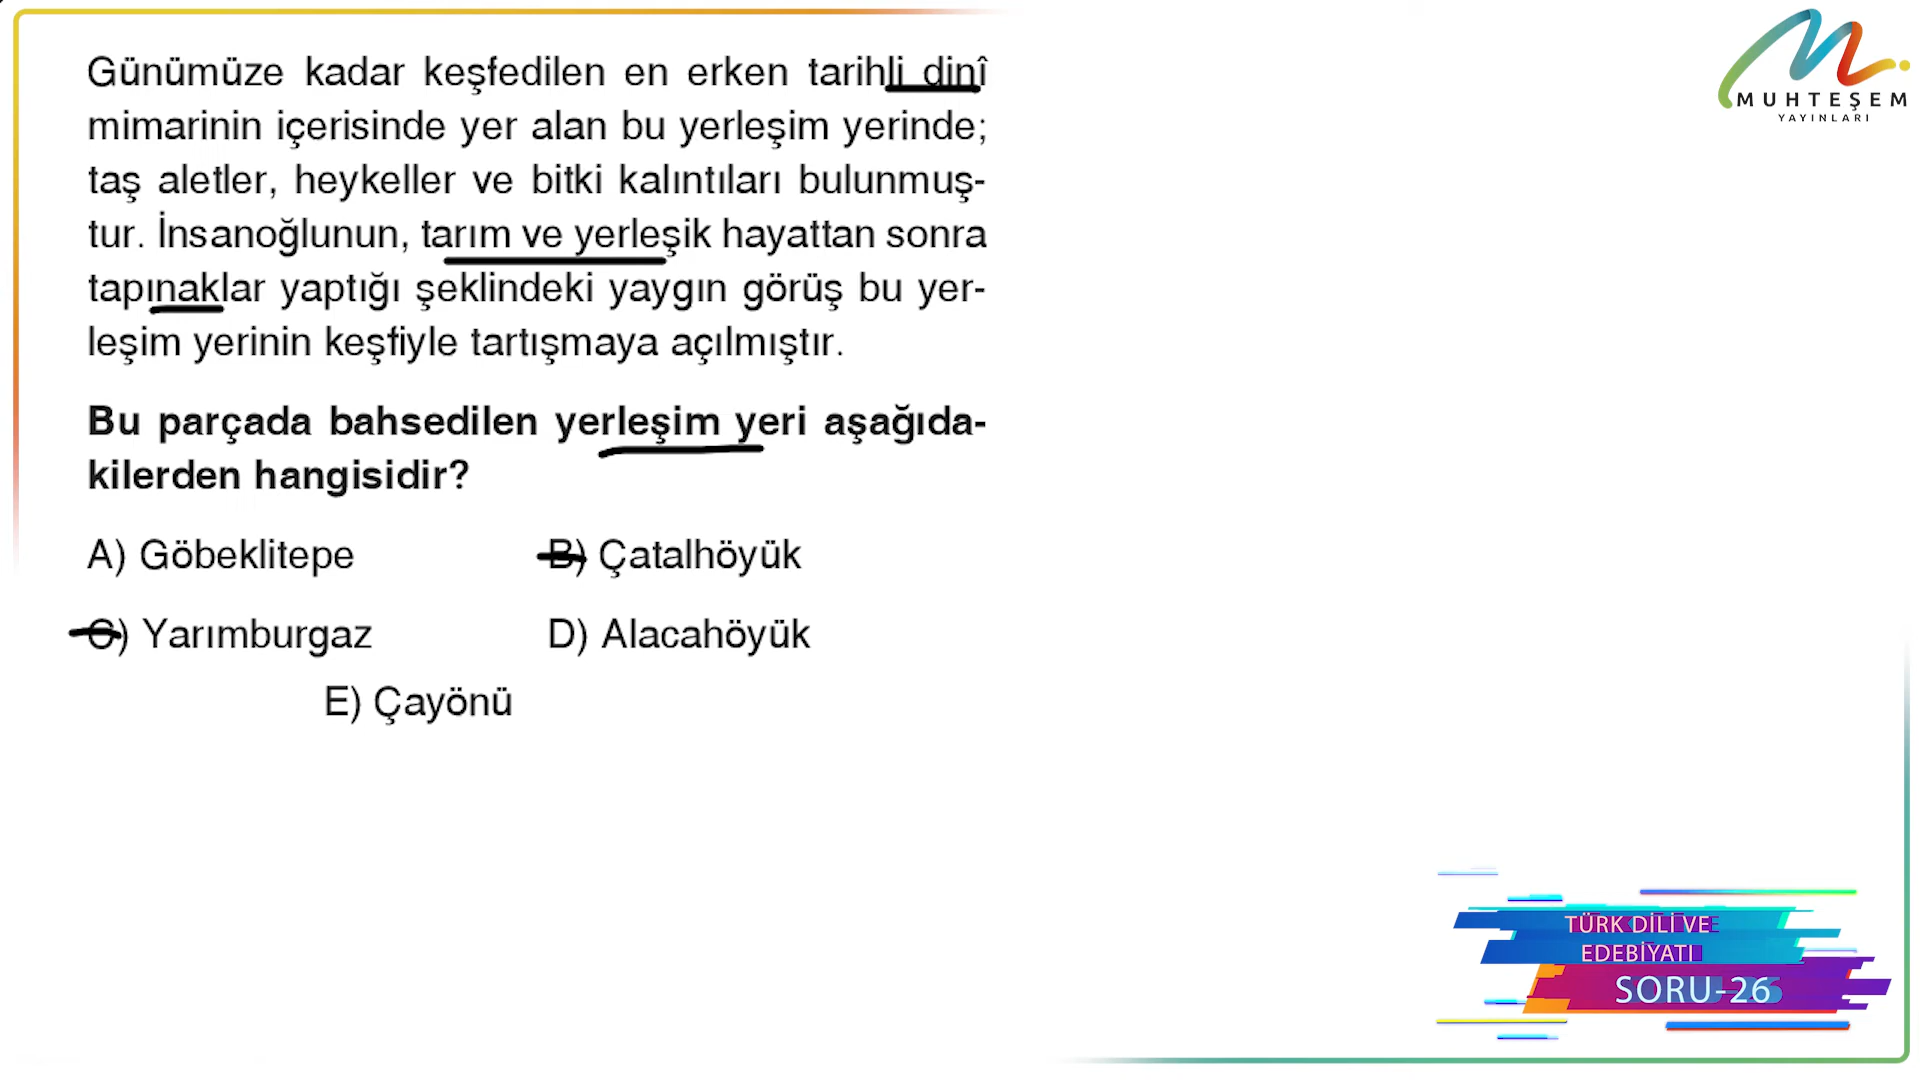 Günümüze kadar keşfedilen en erken tarihli dinî
mimarinin içerisinde yer alan bu yerleşim yerinde;
taş aletler, heykeller ve bitki kalıntıları bulunmuş-
tur. İnsanoğlunun, tarım ve yerleşik hayattan sonra
tapınaklar yaptığı şeklindeki yaygın görüş bu yer-
leşim yerinin keşfiyle tartışmaya açılmıştır.
Bu parçada bahsedilen yerleşim yeri aşağıda-
kilerden hangisidir?
A) Göbeklitepe
B) Çatalhöyük
C) Yarımburgaz
D) Alacahöyük
E) Çayönü
MUHTEŞEM
YAYINLARI
TÜRK DİLİ VE
EDEBİYATI
SORU-26